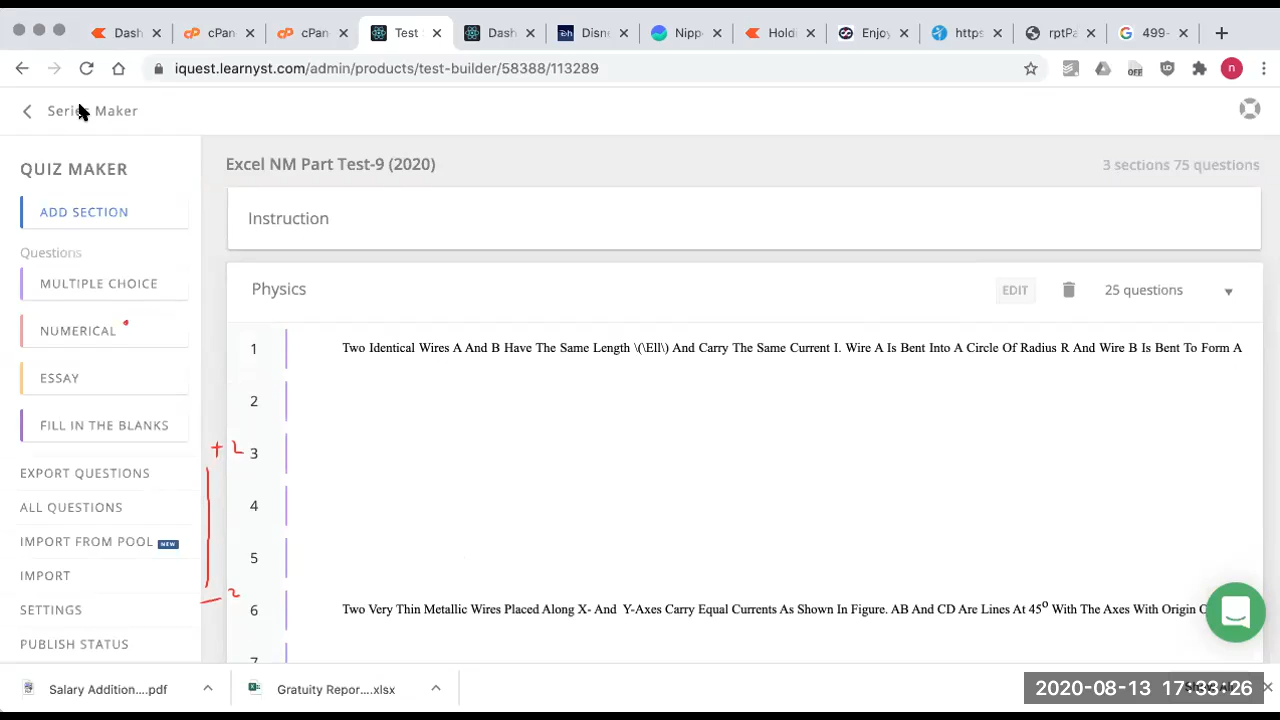 Dash
cPan
cPan
Test
Dash
Disne
Nipp
Holdi
Enjoy
https
rptPa
499-
iquest.learnyst.com/admin/products/test-builder/58388/113289
OFF
n
Series Maker
QUIZ MAKER
ADD SECTION
Questions
MULTIPLE CHOICE
NUMERICAL
ESSAY
FILL IN THE BLANKS
EXPORT QUESTIONS
ALL QUESTIONS
IMPORT FROM POOL NEW
IMPORT
SETTINGS
PUBLISH STATUS
Excel NM Part Test-9 (2020)
3 sections 75 questions
Instruction
Physics
EDIT
25 questions
1 Two Identical Wires A And B Have The Same Length \(\Ell\) And Carry The Same Current I. Wire A Is Bent Into A Circle Of Radius R And Wire B Is Bent To Form A
2
+2
3
4
5
-2
6 Two Very Thin Metallic Wires Placed Along X- And Y-Axes Carry Equal Currents As Shown In Figure. AB And CD Are Lines At 45º With The Axes With Origin
7
Salary Addition....pdf
Gratuity Repor....xlsx
2020-08-13 17:38:26